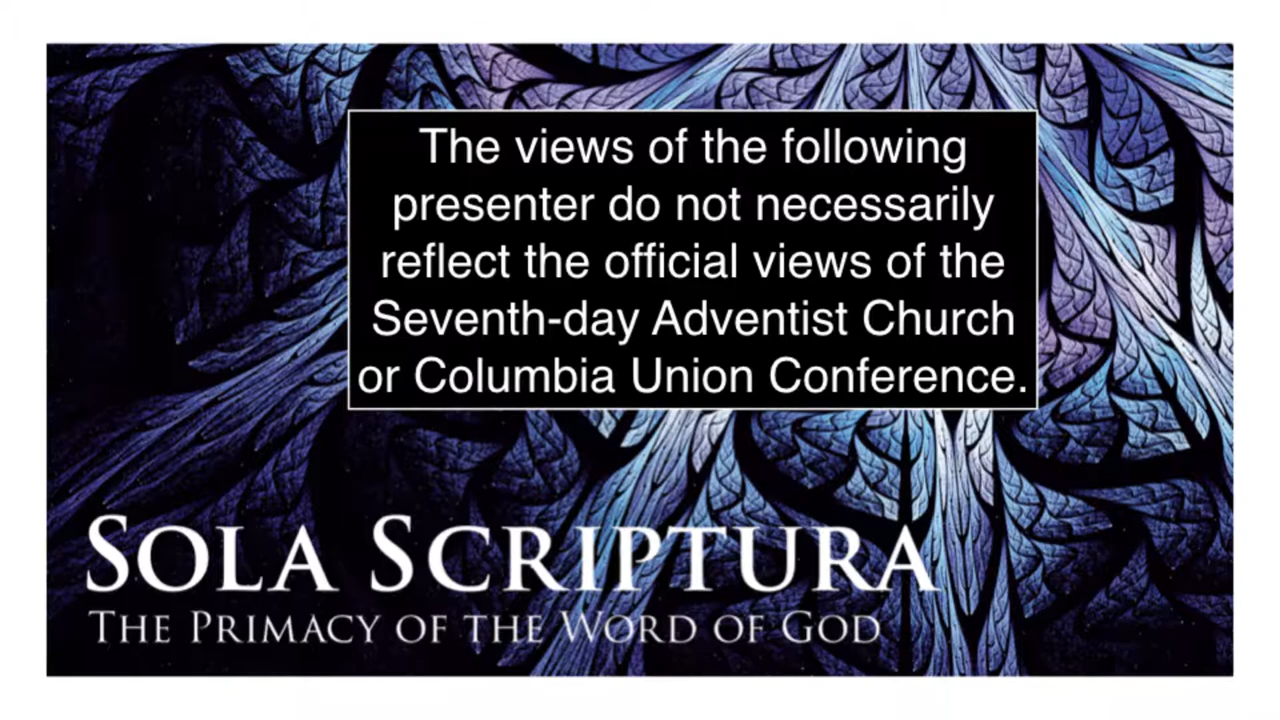 The views of the following
presenter do not necessarily
reflect the official views of the
Seventh-day Adventist Church
or Columbia Union Conference.
SOLA SCRIPTURA
THE PRIMACY OF THE WORD OF GOD